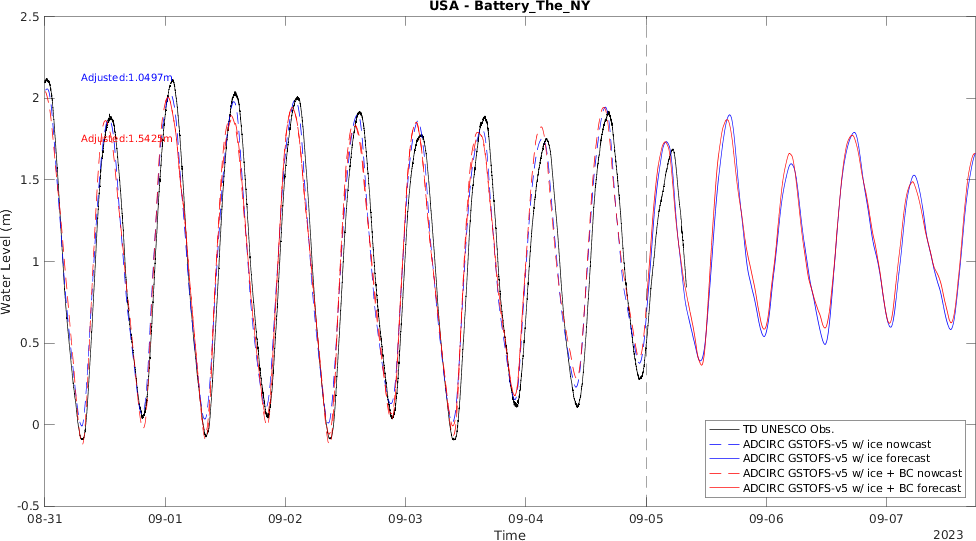 USA - Battery_The_NY
2.5
2
1.5
1
0.5
0
-0.5
Water Level (m)
Adjusted:1.0497m
Adjusted:1.5425m
TD UNESCO Obs.
ADCIRC GSTOFS-v5 w/ ice nowcast
ADCIRC GSTOFS-v5 w/ ice forecast
ADCIRC GSTOFS-v5 w/ ice + BC nowcast
ADCIRC GSTOFS-v5 w/ ice + BC forecast
08-31 09-01 09-02 09-03 09-04 09-05 09-06 09-07
Time
2023